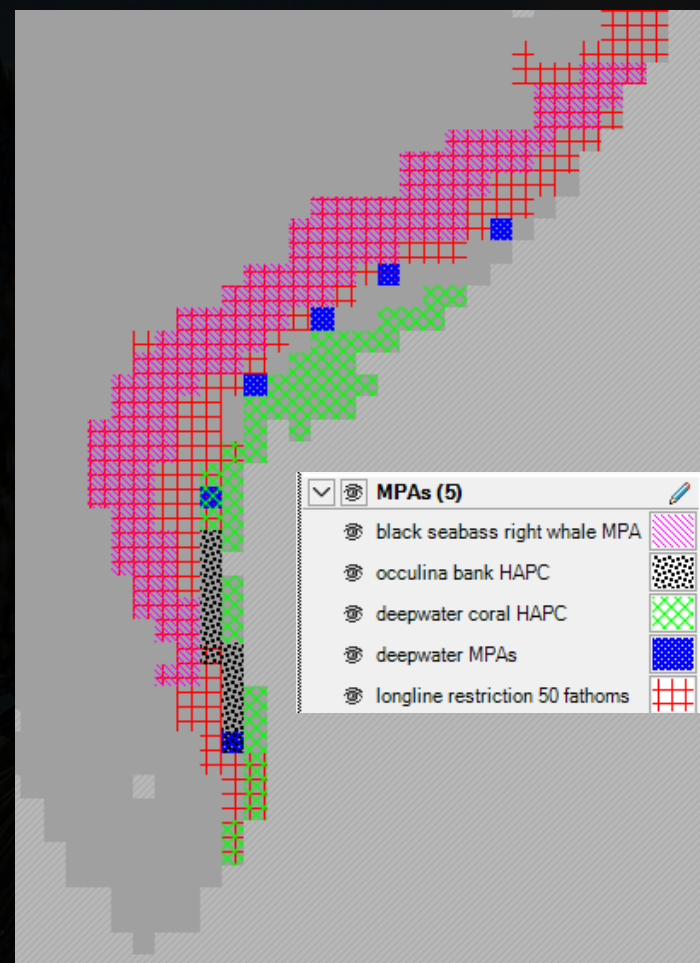 MPAs (5)
black seabass right whale MPA
occulina bank HAPC
deepwater coral HAPC
deepwater MPAs
longline restriction 50 fathoms